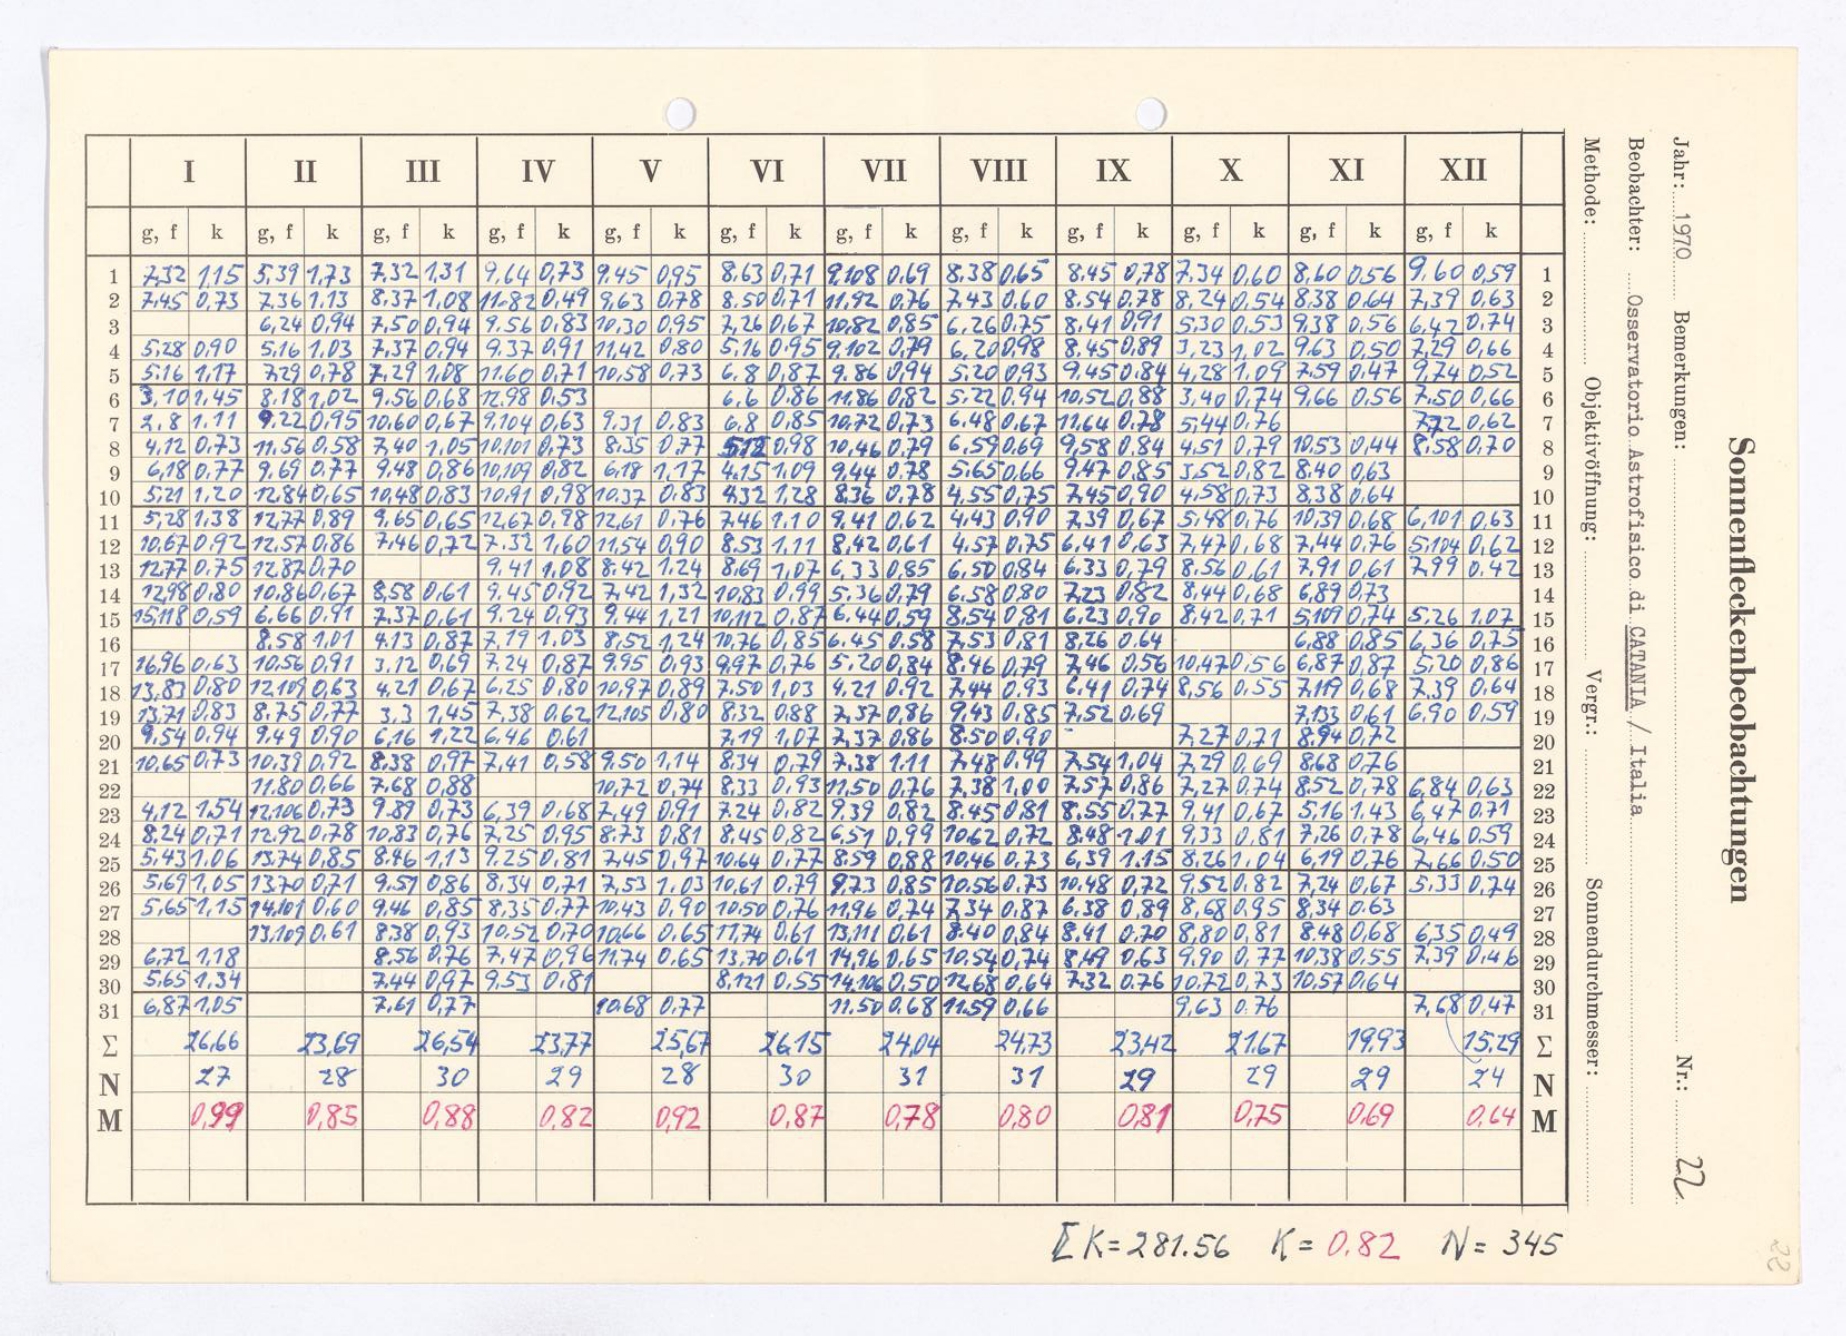 Sonnenfleckenbeobachtungen
Jahr: 1970 Bemerkungen: Nr.: 22
Beobachter: Osservatorio Astrofisico di CATANIA / Italia
Methode: Objektivöffnung: Vergr.: Sonnendurchmesser:
I II III IV V VI VII VIII IX X XI XII
g, f k g, f k g, f k g, f k g, f k g, f k g, f k g, f k g, f k g, f k g, f k g, f k
1 7,32 1,15 5,39 1,73 7,32 1,31 9,64 0,73 9,45 0,95 8,63 0,71 9,108 0,69 8,38 0,65 8,45 0,78 7,34 0,60 8,60 0,56 9,60 0,59 1
2 7,45 0,73 7,36 1,13 8,37 1,08 11,82 0,49 9,63 0,78 8,50 0,71 11,92 0,76 7,43 0,60 8,54 0,78 8,24 0,54 8,38 0,64 7,39 0,63 2
3 6,24 0,94 7,50 0,94 9,56 0,83 10,30 0,95 7,26 0,67 10,82 0,85 6,26 0,75 8,41 0,91 5,30 0,53 9,38 0,56 6,42 0,74 3
4 5,28 0,90 5,16 1,03 7,37 0,94 9,37 0,91 11,42 0,80 5,16 0,95 9,102 0,79 6,20 0,98 8,45 0,89 3,23 1,02 9,63 0,50 7,29 0,66 4
5 5,16 1,17 7,29 0,78 7,29 1,08 11,60 0,71 10,58 0,73 6,8 0,87 9,86 0,94 5,20 0,93 9,45 0,84 4,28 1,09 7,59 0,47 9,74 0,52 5
6 3,10 1,45 8,18 1,02 9,56 0,68 12,98 0,53 6,6 0,86 11,86 0,82 5,22 0,94 10,52 0,88 3,40 0,74 9,66 0,56 7,50 0,66 6
7 2,8 1,11 9,22 0,95 10,60 0,67 9,104 0,63 9,31 0,83 6,8 0,85 10,72 0,73 6,48 0,67 11,64 0,78 5,44 0,76 7,72 0,62 7
8 4,12 0,73 11,56 0,58 7,40 1,05 10,101 0,73 8,35 0,77 0,98 10,46 0,79 6,59 0,69 9,58 0,84 4,51 0,79 10,53 0,44 8,58 0,70 8
9 6,18 0,77 9,69 0,77 9,48 0,86 10,109 0,82 6,18 1,17 4,15 1,09 9,44 0,78 5,65 0,66 9,47 0,85 3,52 0,82 8,40 0,63 9
10 5,21 1,20 12,84 0,65 10,48 0,83 10,91 0,98 10,37 0,83 4,32 1,28 8,36 0,78 4,55 0,75 7,45 0,90 4,58 0,73 8,38 0,64 10
11 5,28 1,38 12,77 0,89 9,65 0,65 12,67 0,98 12,61 0,76 7,46 1,10 9,41 0,62 4,43 0,90 7,39 0,67 5,48 0,76 10,39 0,68 6,101 0,63 11
12 10,67 0,92 12,57 0,86 7,46 0,72 7,32 1,60 11,54 0,90 8,53 1,11 8,42 0,61 4,57 0,75 6,41 0,63 7,47 0,68 7,44 0,76 5,104 0,62 12
13 12,77 0,75 12,87 0,70 9,41 1,08 8,42 1,24 8,69 1,07 6,33 0,85 6,50 0,84 6,33 0,79 8,56 0,61 7,91 0,61 7,99 0,42 13
14 12,98 0,80 10,86 0,67 8,58 0,61 9,45 0,92 7,42 1,32 10,83 0,99 5,36 0,79 6,58 0,80 7,23 0,82 8,44 0,68 6,89 0,73 14
15 15,118 0,59 6,66 0,91 7,37 0,61 9,24 0,93 9,44 1,21 10,112 0,87 6,44 0,59 8,54 0,81 6,23 0,90 8,42 0,71 5,109 0,74 5,26 1,07 15
16 8,58 1,01 4,13 0,87 7,19 1,03 8,52 1,24 10,76 0,85 6,45 0,58 7,53 0,81 8,26 0,64 6,88 0,85 6,36 0,75 16
17 16,96 0,63 10,56 0,91 3,12 0,69 7,24 0,87 9,95 0,93 9,97 0,76 5,20 0,84 8,46 0,79 7,46 0,56 10,47 0,56 6,87 0,87 5,20 0,86 17
18 13,83 0,80 12,109 0,63 4,21 0,67 6,25 0,80 10,97 0,89 7,50 1,03 4,21 0,92 7,44 0,93 6,41 0,74 8,56 0,55 7,119 0,68 7,39 0,64 18
19 13,71 0,83 8,75 0,77 3,3 1,45 7,38 0,62 12,105 0,80 8,32 0,88 7,37 0,86 9,43 0,85 7,52 0,69 7,133 0,61 6,90 0,59 19
20 9,54 0,94 9,49 0,90 6,16 1,22 6,46 0,61 7,19 1,07 7,37 0,86 8,50 0,90 - 7,27 0,71 8,94 0,72 20
21 10,65 0,73 10,39 0,92 8,38 0,97 7,41 0,58 9,50 1,14 8,34 0,79 7,38 1,11 7,48 0,99 7,54 1,04 7,29 0,69 8,68 0,76 21
22 11,80 0,66 7,68 0,88 10,72 0,74 8,33 0,93 11,50 0,76 7,38 1,00 7,57 0,86 7,27 0,74 8,52 0,78 6,84 0,63 22
23 4,12 1,54 12,106 0,73 9,89 0,73 6,39 0,68 7,49 0,91 7,24 0,82 9,39 0,82 8,45 0,81 8,55 0,77 9,41 0,67 5,16 1,43 6,47 0,71 23
24 8,24 0,71 12,92 0,78 10,83 0,76 7,25 0,95 8,73 0,81 8,45 0,82 6,51 0,99 10,62 0,72 8,48 1,01 9,33 0,81 7,26 0,78 6,46 0,59 24
25 5,43 1,06 13,74 0,85 8,46 1,13 9,25 0,81 7,45 0,97 10,64 0,77 8,59 0,88 10,46 0,73 6,39 1,15 8,26 1,04 6,19 0,76 7,66 0,50 25
26 5,69 1,05 13,70 0,71 9,51 0,86 8,34 0,71 7,53 1,03 10,61 0,79 9,73 0,85 10,56 0,73 10,48 0,72 9,52 0,82 7,24 0,67 5,33 0,74 26
27 5,65 1,15 14,101 0,60 9,46 0,85 8,35 0,77 10,43 0,90 10,50 0,76 11,96 0,74 7,34 0,87 6,38 0,89 8,68 0,95 8,34 0,63 27
28 13,109 0,61 8,38 0,93 10,52 0,70 10,66 0,65 11,74 0,61 13,111 0,61 8,40 0,84 8,41 0,70 8,80 0,81 8,48 0,68 6,35 0,49 28
29 6,72 1,18 8,56 0,76 7,47 0,96 11,74 0,65 13,70 0,61 14,96 0,65 10,54 0,74 8,49 0,63 9,90 0,77 10,38 0,55 7,39 0,46 29
30 5,65 1,34 7,44 0,97 9,53 0,81 8,121 0,55 14,106 0,50 12,68 0,64 7,32 0,76 10,72 0,73 10,57 0,64 30
31 6,87 1,05 7,61 0,77 10,68 0,77 11,50 0,68 11,59 0,66 9,63 0,76 7,68 0,47 31
Σ 26,66 23,69 26,54 23,77 25,67 26,15 24,04 24,73 23,42 21,67 19,93 15,29 Σ
N 27 28 30 29 28 30 31 31 29 29 29 24 N
M 0,99 0,85 0,88 0,82 0,92 0,87 0,78 0,80 0,81 0,75 0,69 0,64 M
Σ K = 281.56 K = 0.82 N = 345
22